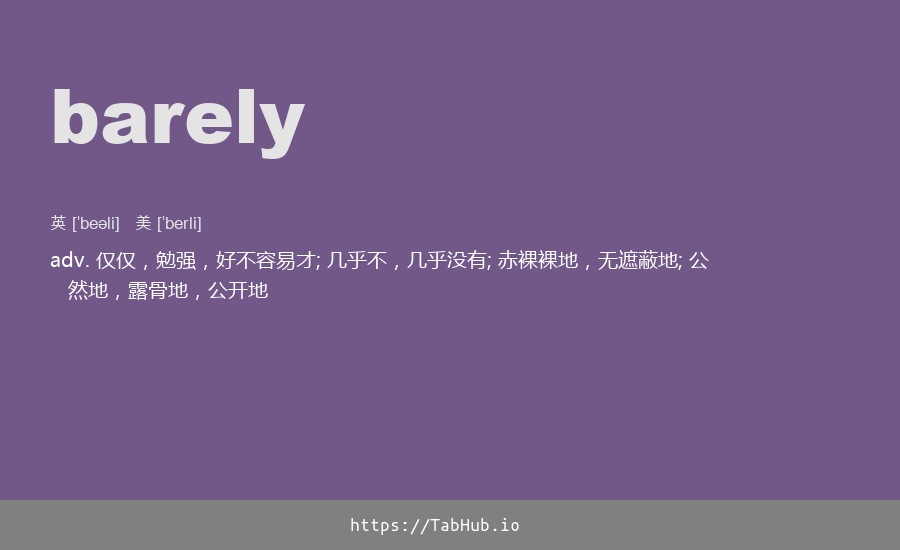 barely
英 ['beəli] 美 ['berli]
adv. 仅仅，勉强，好不容易才; 几乎不，几乎没有; 赤裸裸地，无遮蔽地; 公
然地，露骨地，公开地
https://TabHub.io